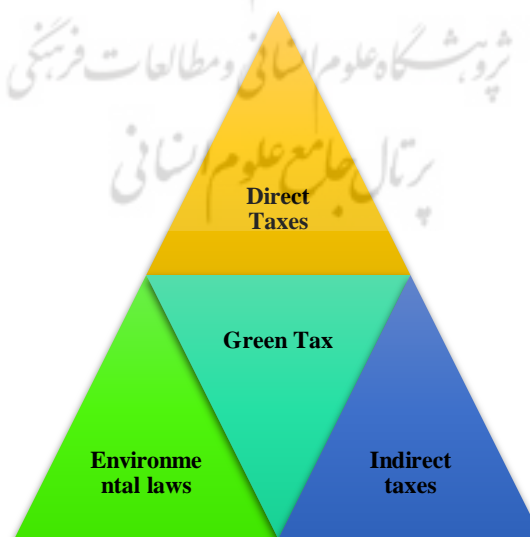 پژوهشگاه علوم انسانی و مطالعات فرهنگی
پرتال جامع علوم انسانی
Direct
Taxes
Green Tax
Environme
ntal laws
Indirect
taxes